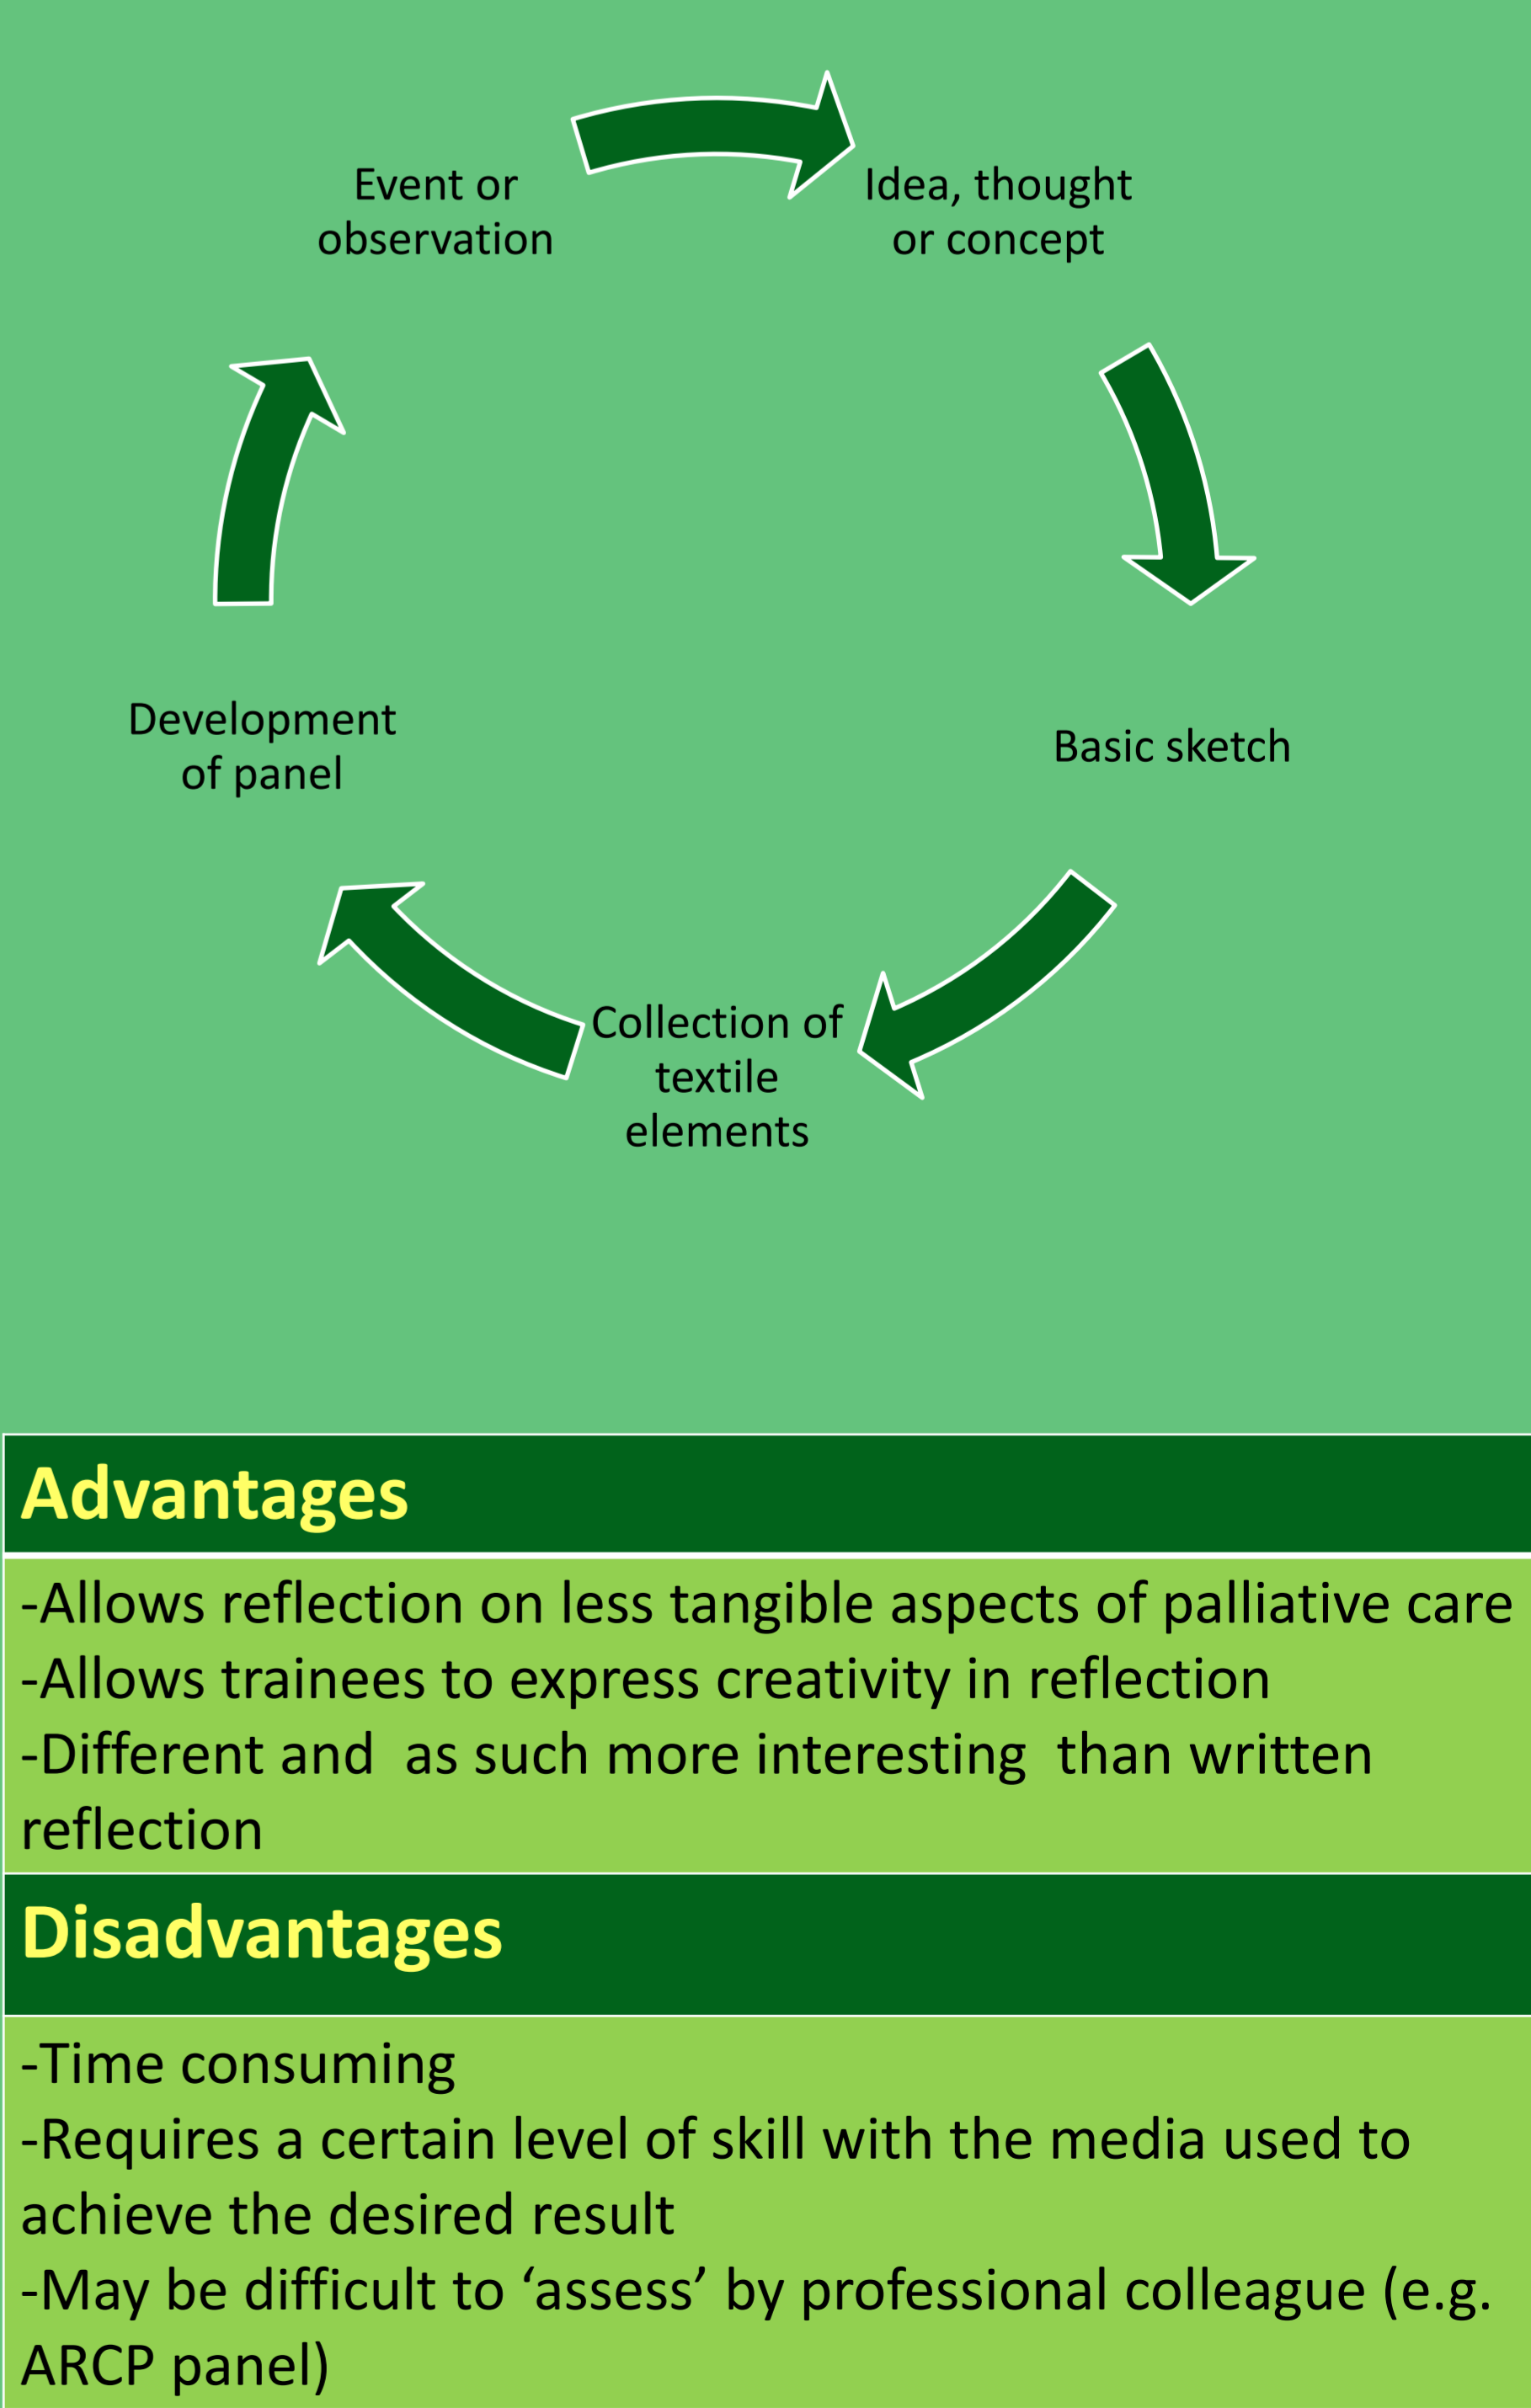 Event or
observation
Idea, thought
or concept
Basic sketch
Collection of
textile
elements
Development
of panel
Advantages
-Allows reflection on less tangible aspects of palliative care
-Allows trainees to express creativity in reflection
-Different and  as such more interesting  than written
reflection
Disadvantages
-Time consuming
-Requires a certain level of skill with the media used to
achieve the desired result
-May be difficult to ‘assess’ by professional colleague (e.g.
ARCP panel)